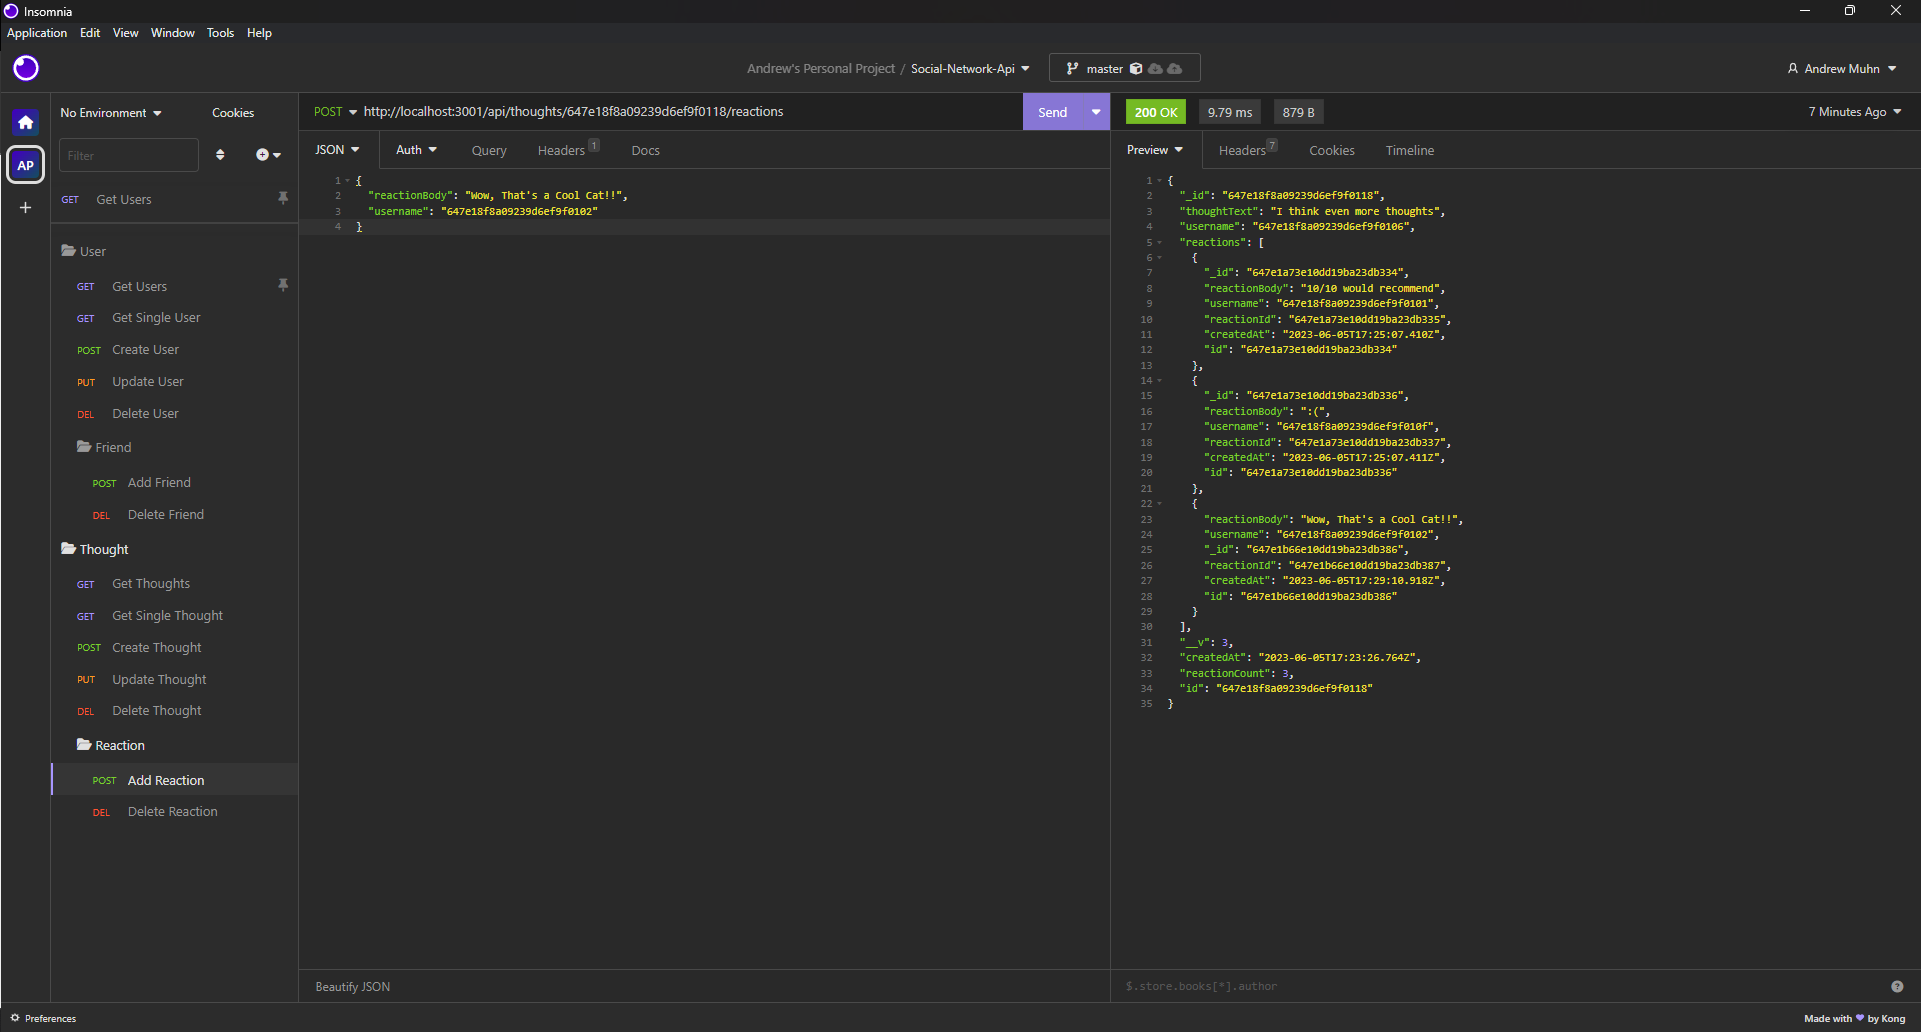 Insomnia
Application Edit View Window Tools Help
Andrew's Personal Project / Social-Network-Api master Andrew Muhn
No Environment Cookies
Filter
AP
GET Get Users
User
GET Get Users
GET Get Single User
POST Create User
PUT Update User
DEL Delete User
Friend
POST Add Friend
DEL Delete Friend
Thought
GET Get Thoughts
GET Get Single Thought
POST Create Thought
PUT Update Thought
DEL Delete Thought
Reaction
POST Add Reaction
DEL Delete Reaction
POST http://localhost:3001/api/thoughts/647e18f8a09239d6ef9f0118/reactions Send
JSON Auth Query Headers 1 Docs
1 {
2 "reactionBody": "Wow, That's a Cool Cat!!",
3 "username": "647e18f8a09239d6ef9f0102"
4 }
Beautify JSON
200 OK 9.79 ms 879 B 7 Minutes Ago
Preview Headers 7 Cookies Timeline
1 {
2 "_id": "647e18f8a09239d6ef9f0118",
3 "thoughtText": "I think even more thoughts",
4 "username": "647e18f8a09239d6ef9f0106",
5 "reactions": [
6 {
7 "_id": "647e1a73e10dd19ba23db334",
8 "reactionBody": "10/10 would recommend",
9 "username": "647e18f8a09239d6ef9f0101",
10 "reactionId": "647e1a73e10dd19ba23db335",
11 "createdAt": "2023-06-05T17:25:07.410Z",
12 "id": "647e1a73e10dd19ba23db334"
13 },
14 {
15 "_id": "647e1a73e10dd19ba23db336",
16 "reactionBody": ":(",
17 "username": "647e18f8a09239d6ef9f010f",
18 "reactionId": "647e1a73e10dd19ba23db337",
19 "createdAt": "2023-06-05T17:25:07.411Z",
20 "id": "647e1a73e10dd19ba23db336"
21 },
22 {
23 "reactionBody": "Wow, That's a Cool Cat!!",
24 "username": "647e18f8a09239d6ef9f0102",
25 "_id": "647e1b66e10dd19ba23db386",
26 "reactionId": "647e1b66e10dd19ba23db387",
27 "createdAt": "2023-06-05T17:29:10.918Z",
28 "id": "647e1b66e10dd19ba23db386"
29 }
30 ],
31 "__v": 3,
32 "createdAt": "2023-06-05T17:23:26.764Z",
33 "reactionCount": 3,
34 "id": "647e18f8a09239d6ef9f0118"
35 }
$.store.books[*].author
Preferences
Made with 💜 by Kong